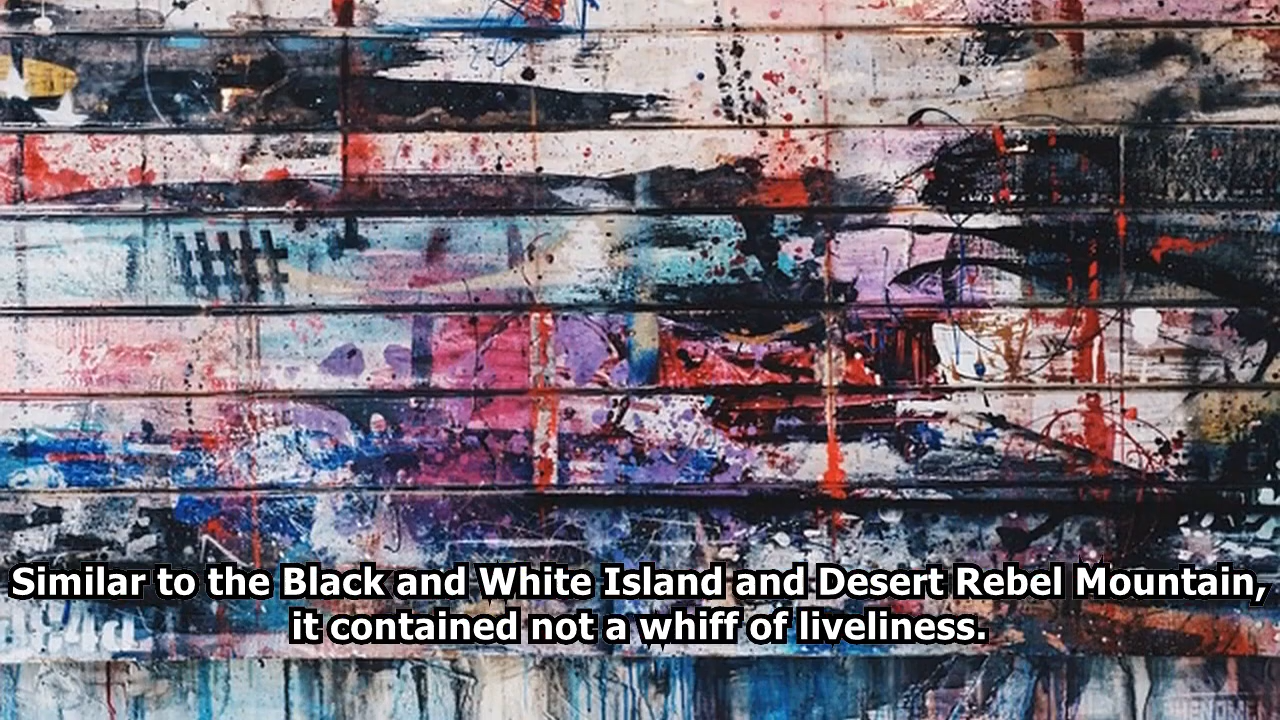 Similar to the Black and White Island and Desert Rebel Mountain,
it contained not a whiff of liveliness.